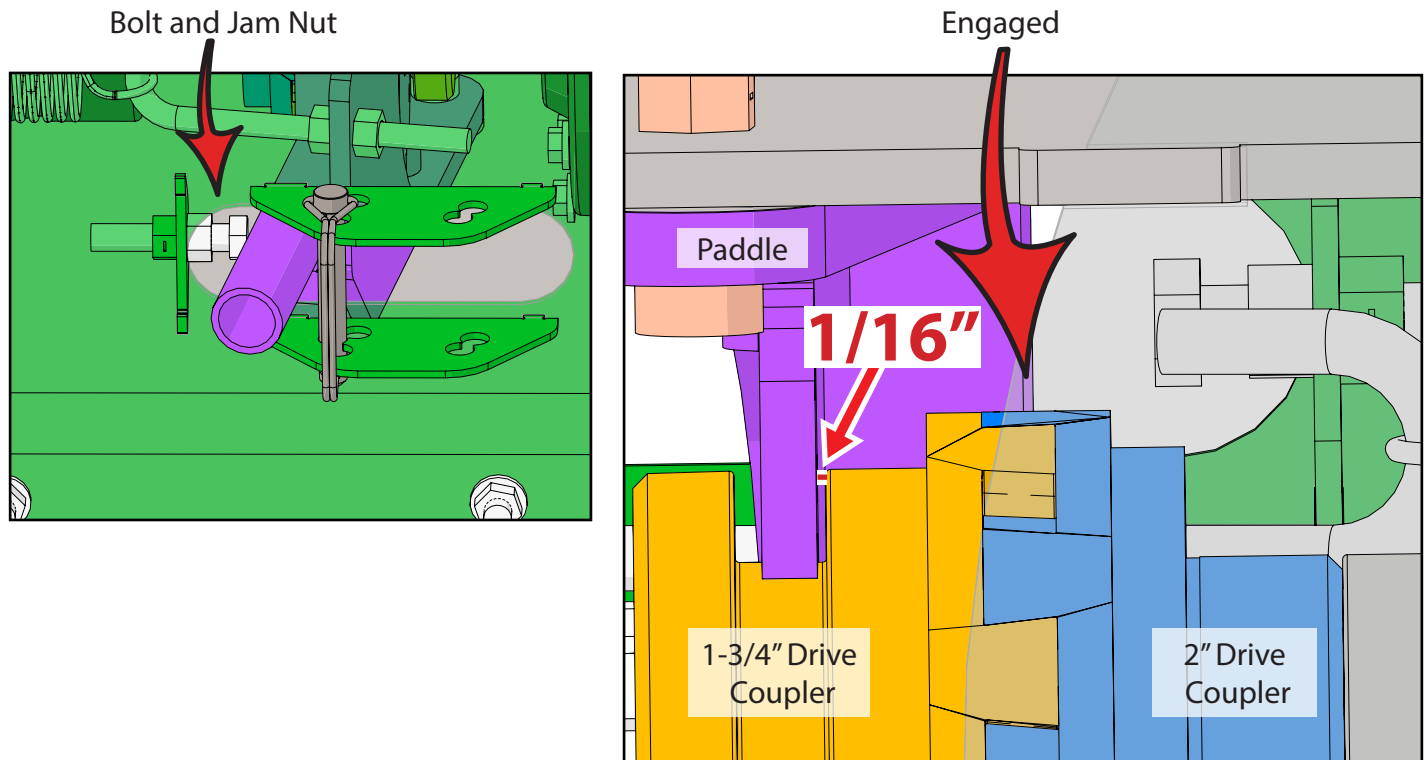 Bolt and Jam Nut
Engaged
Paddle
1/16”
1-3/4” Drive
Coupler
2” Drive
Coupler